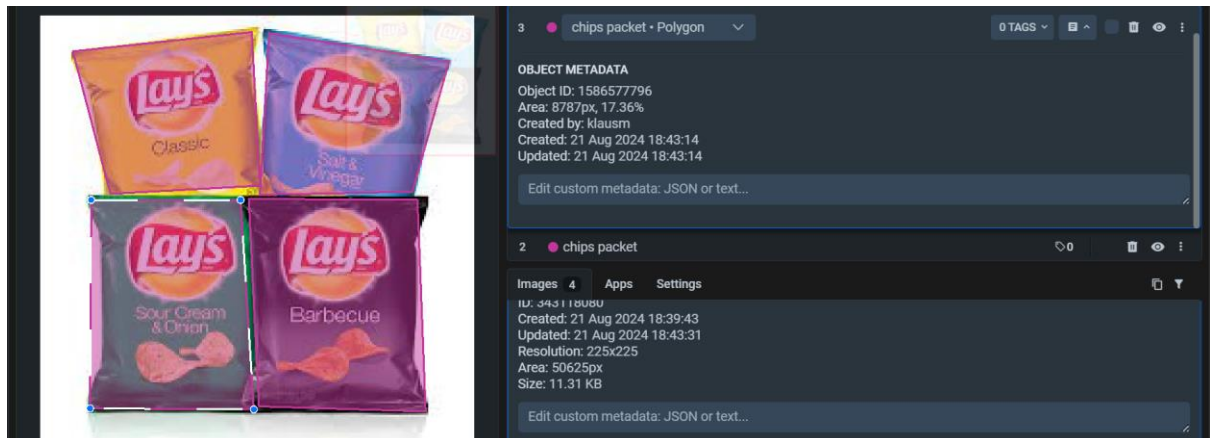 Lay's
Classic
Lay's
Salt &
Vinegar
Lay's
Sour Cream
& Onion
Lay's
Barbecue
3 chips packet • Polygon
0 TAGS
OBJECT METADATA
Object ID: 1586577796
Area: 8787px, 17.36%
Created by: klausm
Created: 21 Aug 2024 18:43:14
Updated: 21 Aug 2024 18:43:14
Edit custom metadata: JSON or text...
2 chips packet
0
Images 4 Apps Settings
ID: 343118080
Created: 21 Aug 2024 18:39:43
Updated: 21 Aug 2024 18:43:31
Resolution: 225x225
Area: 50625px
Size: 11.31 KB
Edit custom metadata: JSON or text...